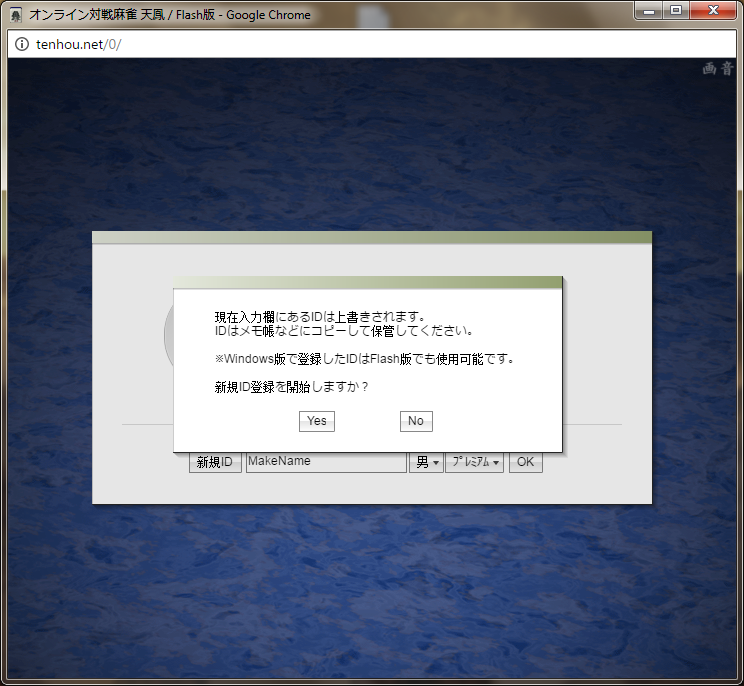 オンライン対戦麻雀 天鳳 / Flash版 - Google Chrome
tenhou.net/0/
画 音
現在入力欄にあるIDは上書きされます。
IDはメモ帳などにコピーして保管してください。
※Windows版で登録したIDはFlash版でも使用可能です。
新規ID登録を開始しますか？
Yes No
新規ID MakeName 男 ﾌﾟﾚﾐｱﾑ OK